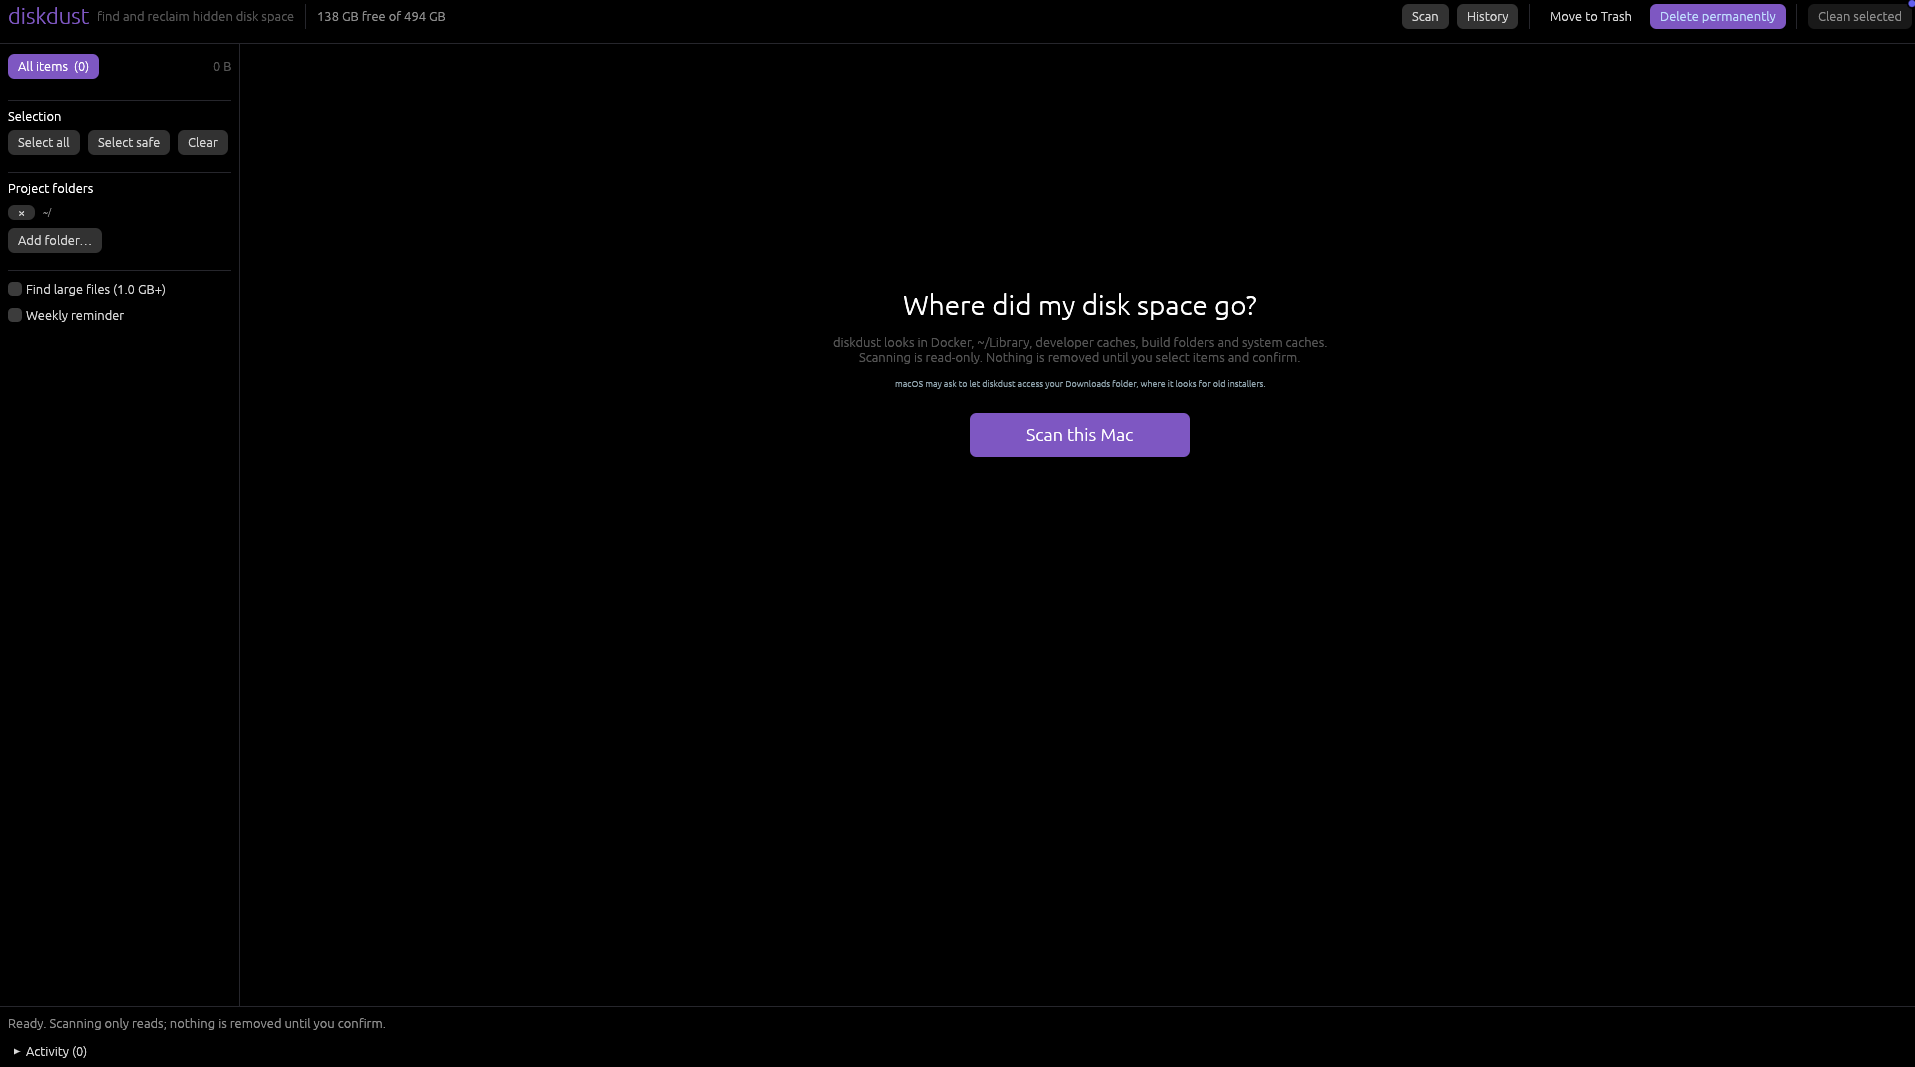 diskdust find and reclaim hidden disk space 138 GB free of 494 GB Scan History Move to Trash Delete permanently Clean selected
All items (0) 0 B
Selection
Select all Select safe Clear
Project folders
× ~/
Add folder...
Find large files (1.0 GB+)
Weekly reminder
Where did my disk space go?
diskdust looks in Docker, ~/Library, developer caches, build folders and system caches.
Scanning is read-only. Nothing is removed until you select items and confirm.
macOS may ask to let diskdust access your Downloads folder, where it looks for old installers.
Scan this Mac
Ready. Scanning only reads; nothing is removed until you confirm.
Activity (0)